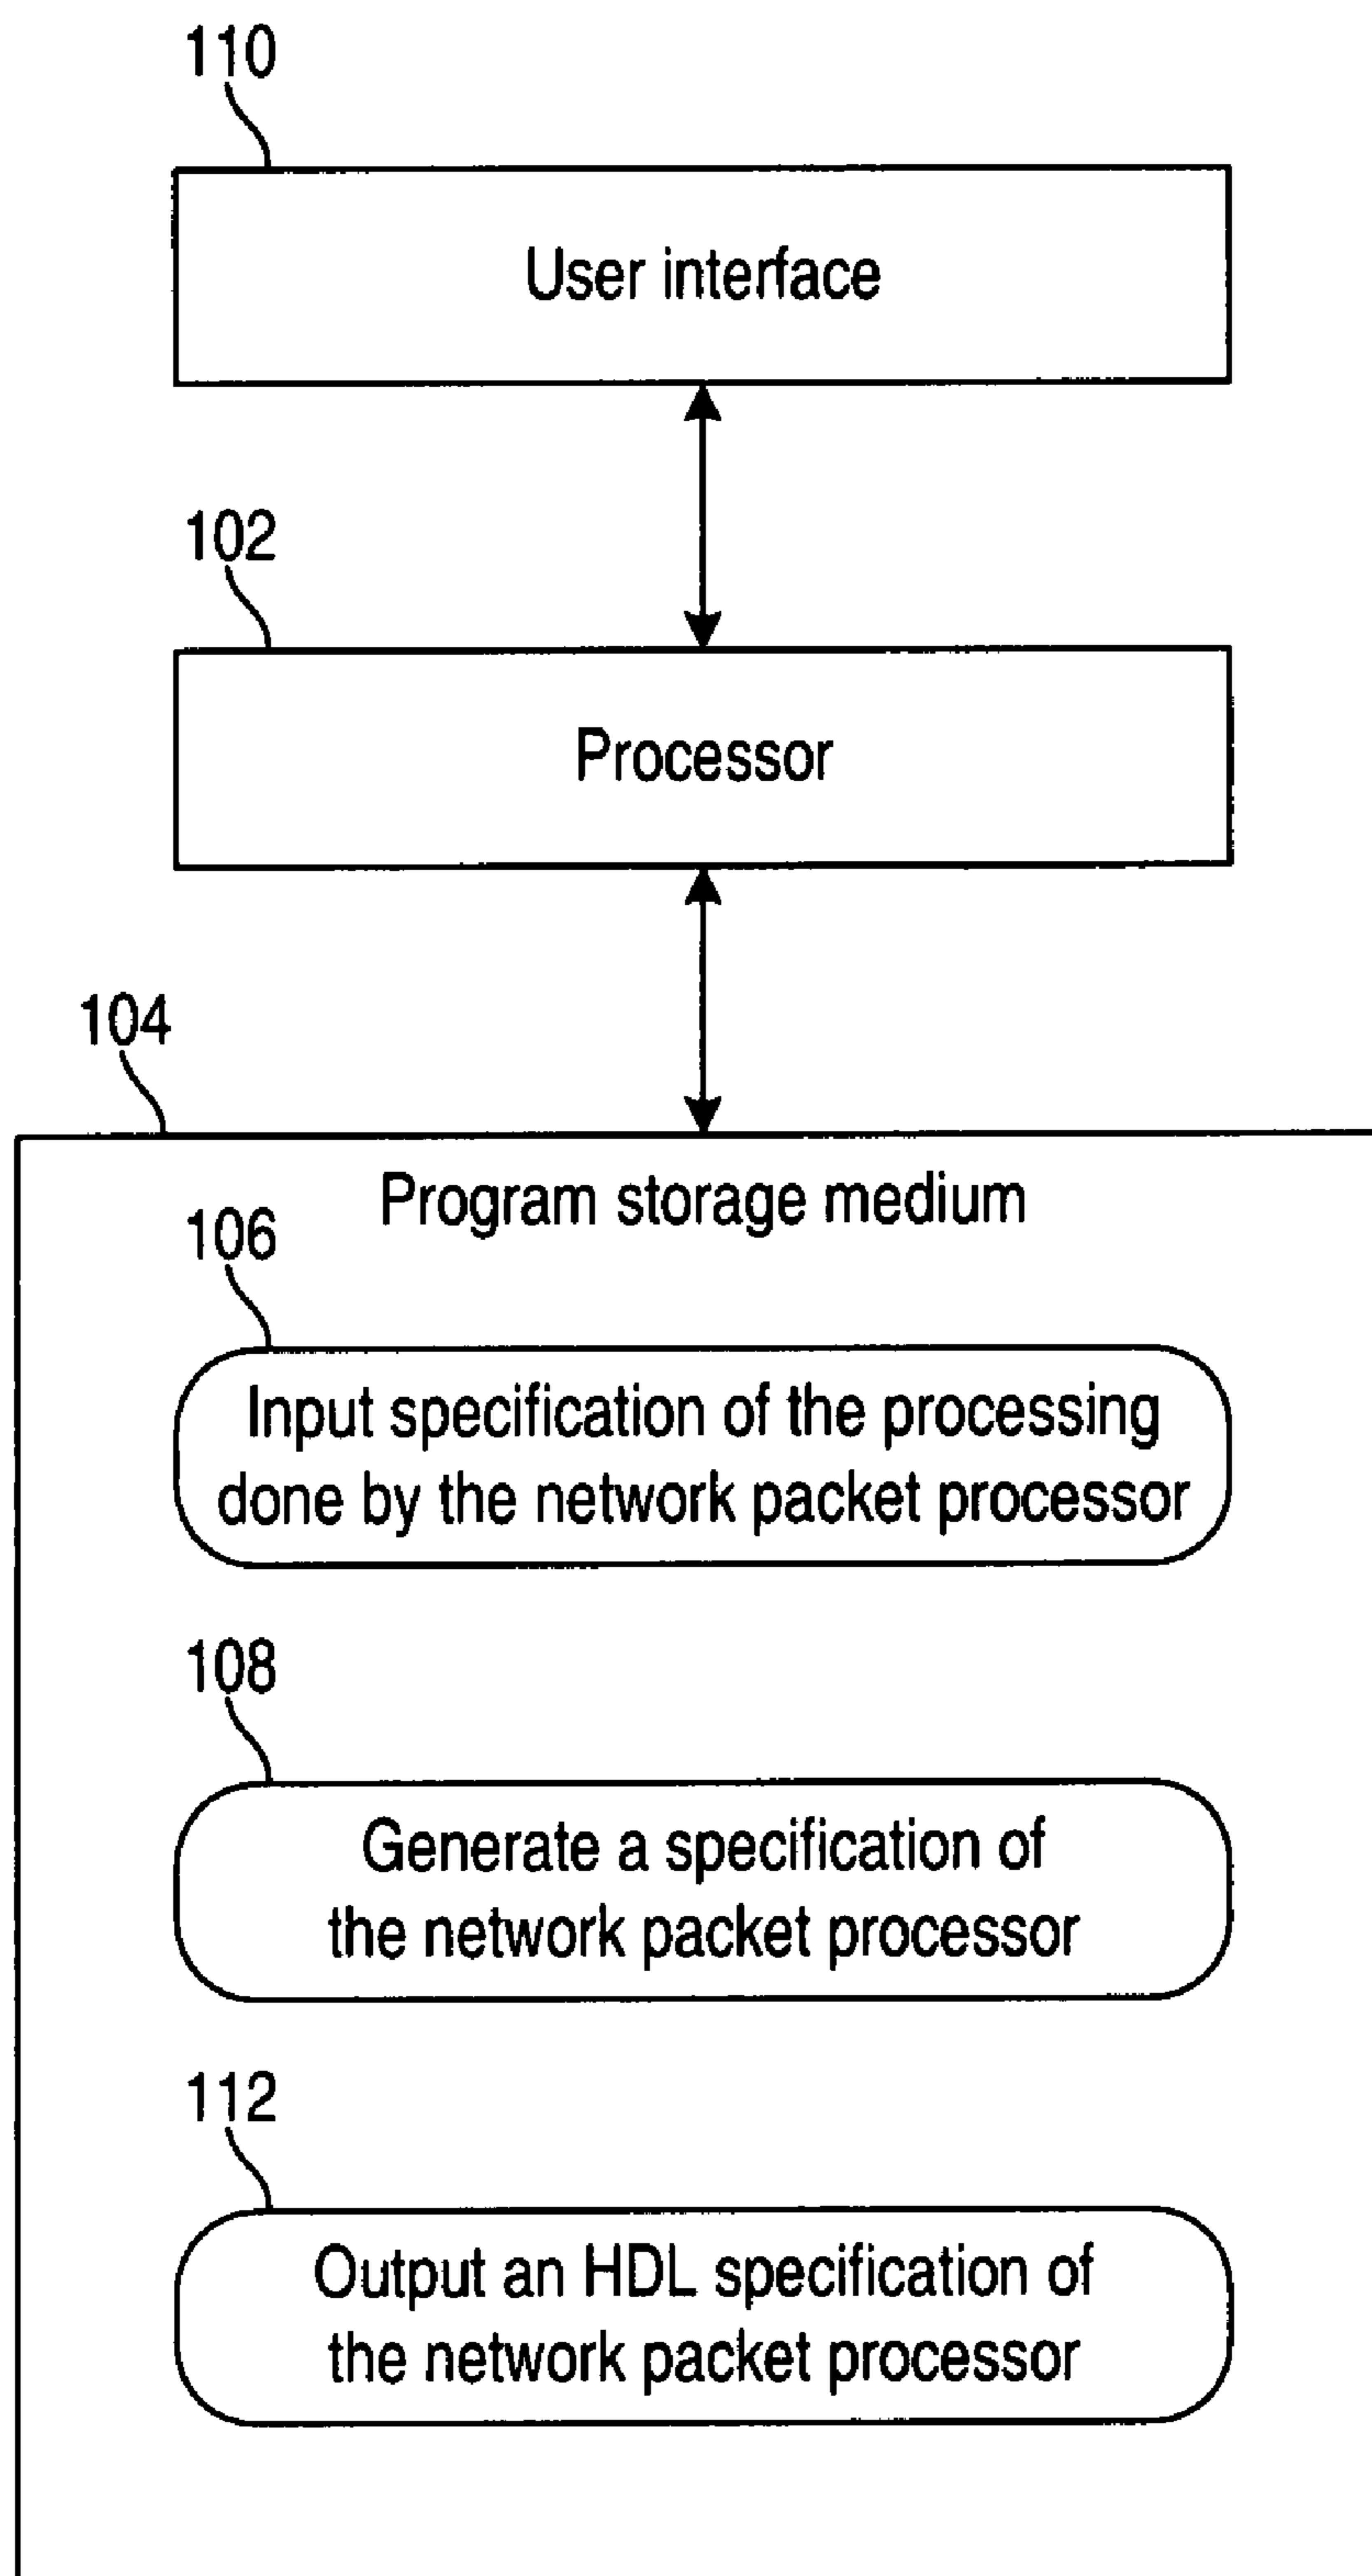 110
User interface
102
Processor
104
Program storage medium
106
Input specification of the processing
done by the network packet processor
108
Generate a specification of
the network packet processor
112
Output an HDL specification of
the network packet processor